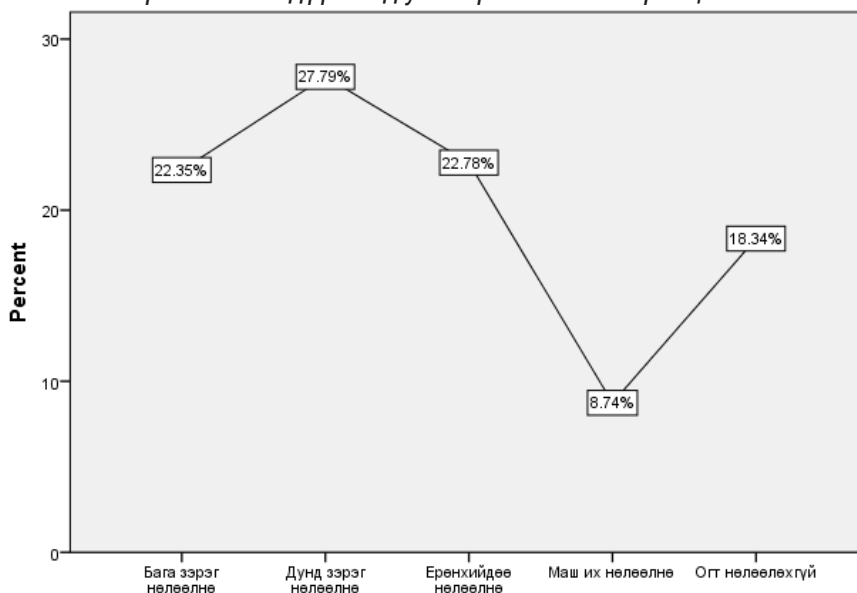 30
27.79%
22.35%
22.78%
20
18.34%
Percent
10
8.74%
0
Бага зэрэг
нөлөөлнө
Дунд зэрэг
нөлөөлнө
Ерөнхийдөө
нөлөөлнө
Маш их нөлөөлнө
Огт нөлөөлөхгүй